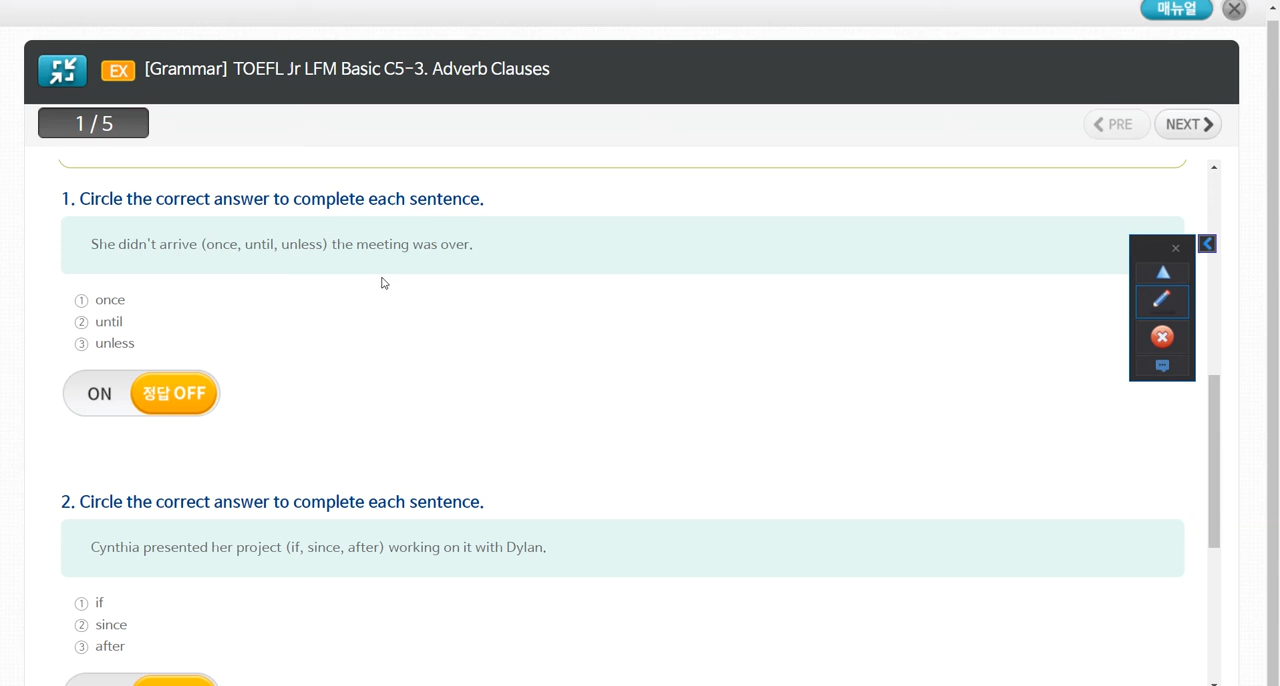 매뉴얼
EX [Grammar] TOEFL Jr LFM Basic C5-3. Adverb Clauses
1 / 5
PRE NEXT
1. Circle the correct answer to complete each sentence.
She didn't arrive (once, until, unless) the meeting was over.
① once
② until
③ unless
ON 정답 OFF
2. Circle the correct answer to complete each sentence.
Cynthia presented her project (if, since, after) working on it with Dylan.
① if
② since
③ after